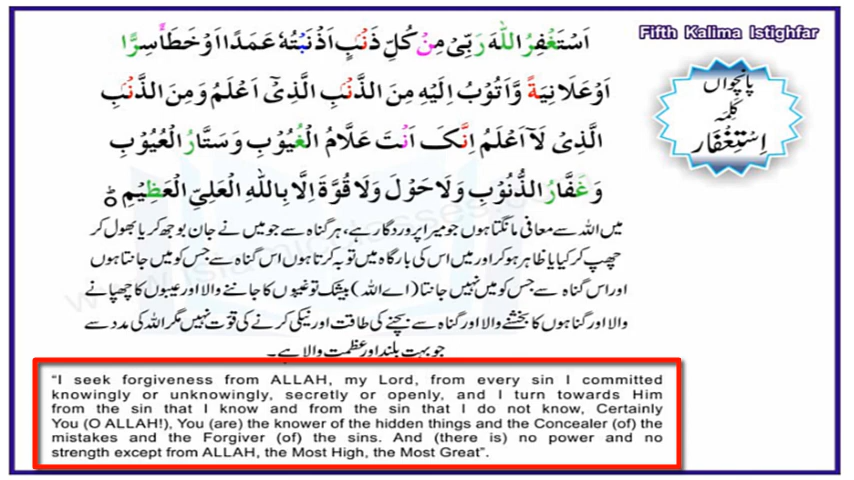 Fifth Kalima Istighfar
پانچواں
کلمہ
اِسْتِغْفَار
اَسْتَغْفِرُ اللّٰهَ رَبِّیْ مِنْ کُلِّ ذَنْۢبٍ اَذْنَبْتُهٗ عَمَدًا اَوْ خَطَأً سِرًّا
اَوْ عَلَانِیَةً وَّاَتُوْبُ اِلَیْهِ مِنَ الذَّنْۢبِ الَّذِیْٓ اَعْلَمُ وَمِنَ الذَّنْۢبِ
الَّذِیْ لَآ اَعْلَمُ اِنَّکَ اَنْتَ عَلَّامُ الْغُیُوْبِ وَسَتَّارُ الْعُیُوْبِ
وَغَفَّارُ الذُّنُوْبِ وَلَا حَوْلَ وَلَا قُوَّةَ اِلَّا بِاللّٰهِ الْعَلِیِّ الْعَظِیْمِ ؕ
میں اللہ سے معافی مانگتا ہوں جو میرا پروردگار ہے، ہر گناہ سے جو میں نے جان بوجھ کر یا بھول کر
چھپ کر کیا یا ظاہر ہو کر اور میں اس کی بارگاہ میں توبہ کرتا ہوں اس گناہ سے جس کو میں جانتا ہوں
اور اس گناہ سے جس کو میں نہیں جانتا (اے اللہ) بیشک تو غیبوں کا جاننے والا اور عیبوں کا چھپانے
والا اور گناہوں کا بخشنے والا اور گناہ سے بچنے کی طاقت اور نیکی کرنے کی قوّت نہیں مگر اللہ کی مدد سے
جو بہت بلند اور عظمت والا ہے۔
“I seek forgiveness from ALLAH, my Lord, from every sin I committed
knowingly or unknowingly, secretly or openly, and I turn towards Him
from the sin that I know and from the sin that I do not know, Certainly
You (O ALLAH!), You (are) the knower of the hidden things and the Concealer (of) the
mistakes and the Forgiver (of) the sins. And (there is) no power and no
strength except from ALLAH, the Most High, the Most Great”.